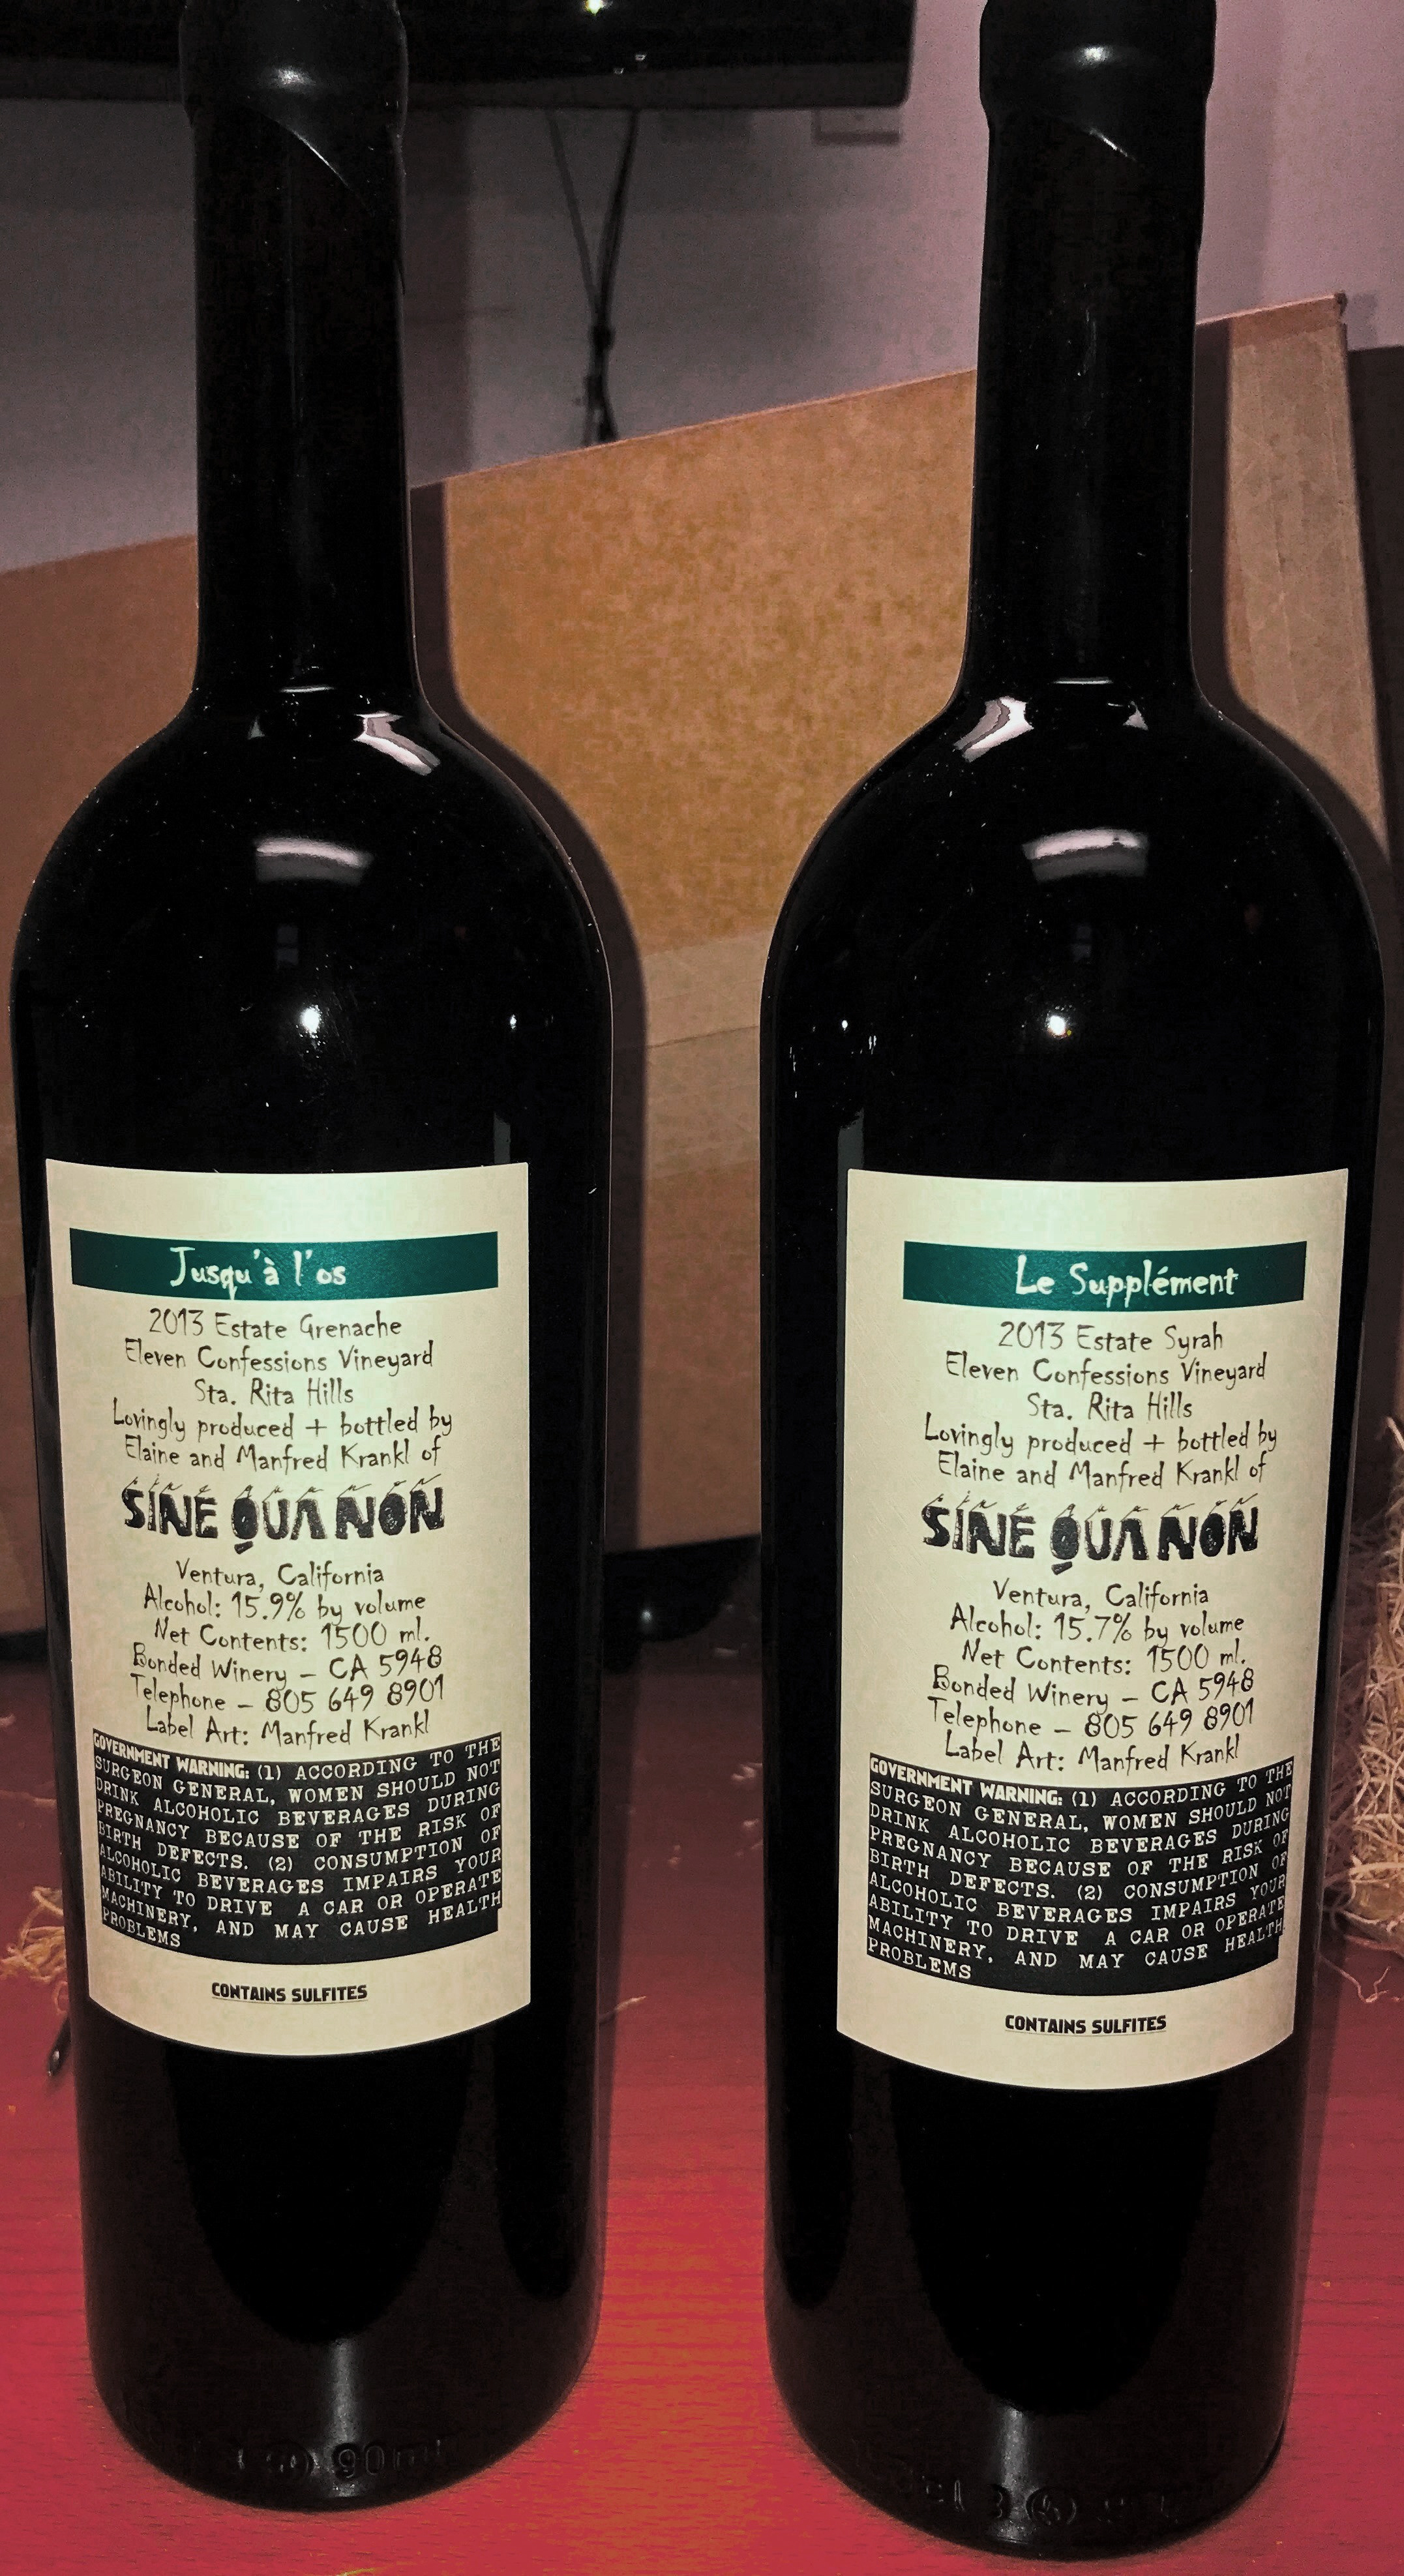 Jusqu'à l'os
2013 Estate Grenache
Eleven Confessions Vineyard
Sta. Rita Hills
Lovingly produced + bottled by
Elaine and Manfred Krankl of
SINE QUA NON
Ventura, California
Alcohol: 15.9% by volume
Net Contents: 1500 ml.
Bonded Winery – CA 5948
Telephone – 805 649 8901
Label Art: Manfred Krankl
GOVERNMENT WARNING: (1) ACCORDING TO THE
SURGEON GENERAL, WOMEN SHOULD NOT
DRINK ALCOHOLIC BEVERAGES DURING
PREGNANCY BECAUSE OF THE RISK OF
BIRTH DEFECTS. (2) CONSUMPTION OF
ALCOHOLIC BEVERAGES IMPAIRS YOUR
ABILITY TO DRIVE A CAR OR OPERATE
MACHINERY, AND MAY CAUSE HEALTH
PROBLEMS
CONTAINS SULFITES
Le Supplément
2013 Estate Syrah
Eleven Confessions Vineyard
Sta. Rita Hills
Lovingly produced + bottled by
Elaine and Manfred Krankl of
SINE QUA NON
Ventura, California
Alcohol: 15.7% by volume
Net Contents: 1500 ml.
Bonded Winery – CA 5948
Telephone – 805 649 8901
Label Art: Manfred Krankl
GOVERNMENT WARNING: (1) ACCORDING TO THE
SURGEON GENERAL, WOMEN SHOULD NOT
DRINK ALCOHOLIC BEVERAGES DURING
PREGNANCY BECAUSE OF THE RISK OF
BIRTH DEFECTS. (2) CONSUMPTION OF
ALCOHOLIC BEVERAGES IMPAIRS YOUR
ABILITY TO DRIVE A CAR OR OPERATE
MACHINERY, AND MAY CAUSE HEALTH
PROBLEMS
CONTAINS SULFITES